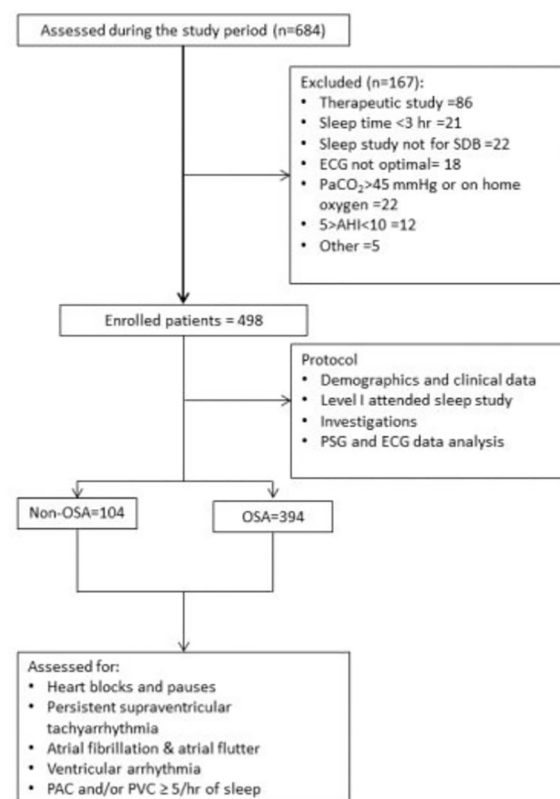 Assessed during the study period (n=684)
Excluded (n=167):
• Therapeutic study =86
• Sleep time <3 hr =21
• Sleep study not for SDB =22
• ECG not optimal= 18
• PaCO₂>45 mmHg or on home
oxygen =22
• 5>AHI<10 =12
• Other =5
Enrolled patients = 498
Protocol
• Demographics and clinical data
• Level I attended sleep study
• Investigations
• PSG and ECG data analysis
Non-OSA=104
OSA=394
Assessed for:
• Heart blocks and pauses
• Persistent supraventricular
tachyarrhythmia
• Atrial fibrillation & atrial flutter
• Ventricular arrhythmia
• PAC and/or PVC ≥ 5/hr of sleep